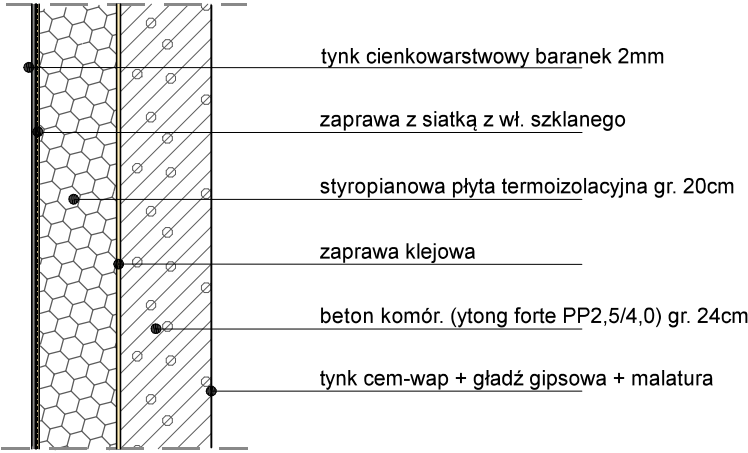 tynk cienkowarstwowy baranek 2mm
zaprawa z siatką z wł. szklanego
styropianowa płyta termoizolacyjna gr. 20cm
zaprawa klejowa
beton komór. (ytong forte PP2,5/4,0) gr. 24cm
tynk cem-wap + gładź gipsowa + malatura